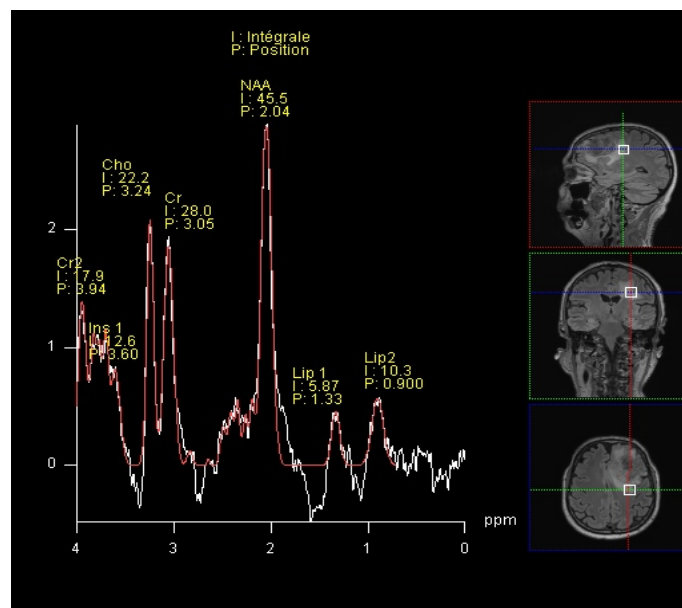 I : Intégrale
P: Position
NAA
I : 45.5
P: 2.04
Cho
I : 22.2
P: 3.24
Cr
I : 28.0
P: 3.05
2
Cr2
I : 17.9
P: 3.94
Ins 1
I : 12.6
P: 3.60
1
Lip 1
I : 5.87
P: 1.33
Lip2
I : 10.3
P: 0.900
0
ppm
4 3 2 1 0